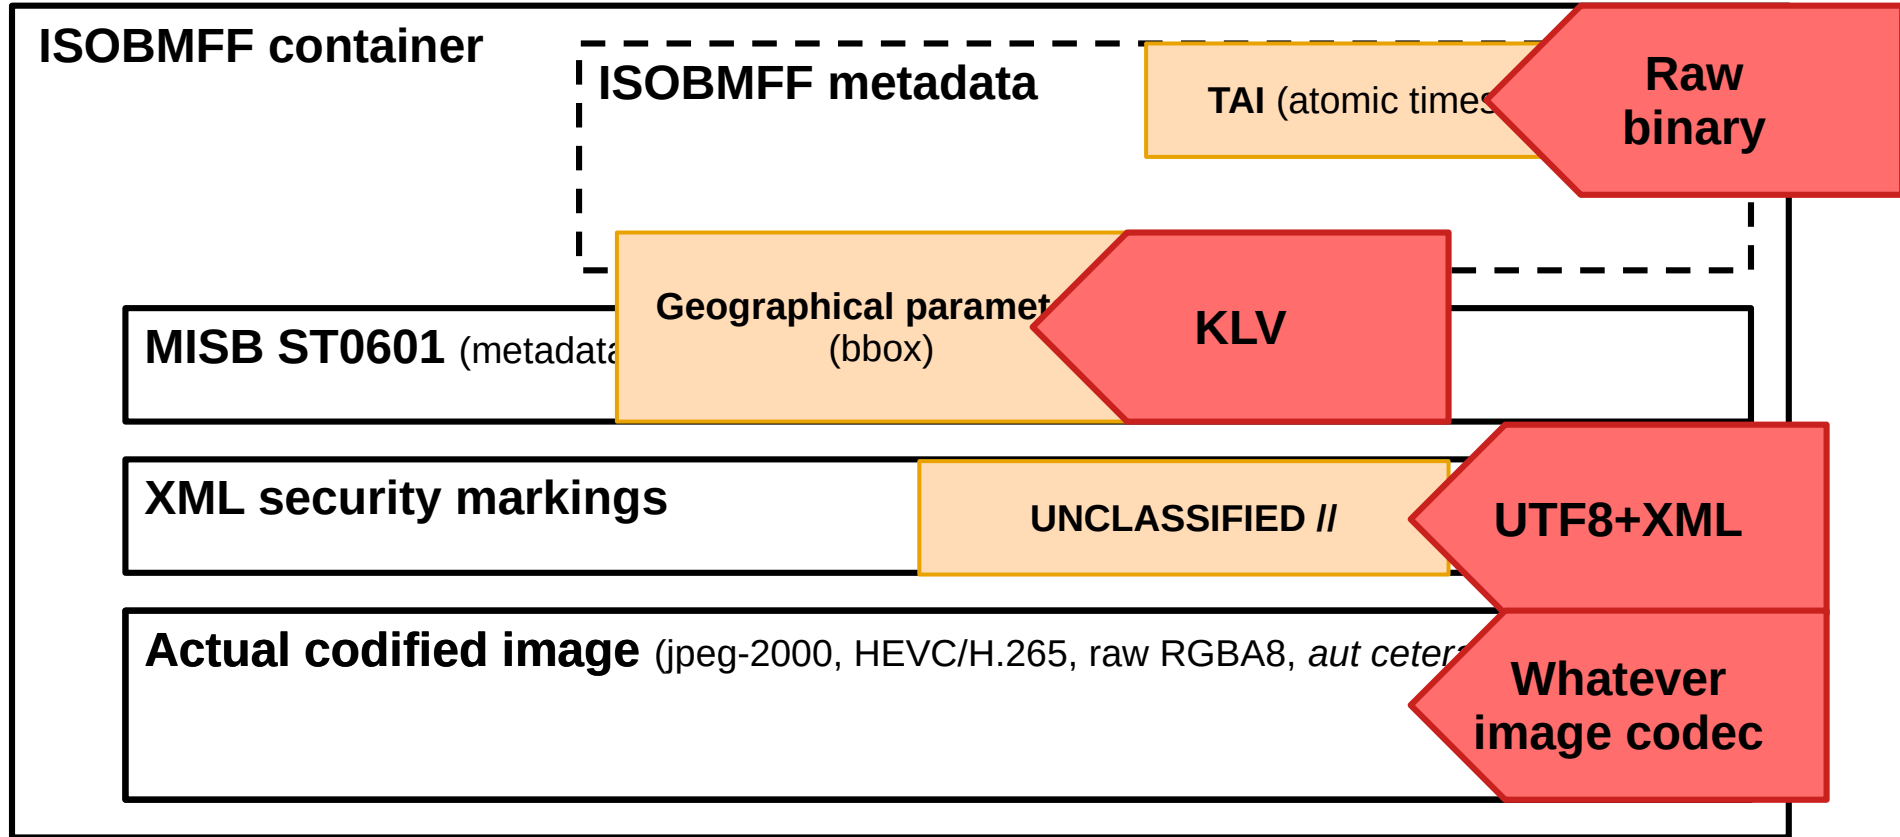 ISOBMFF container
ISOBMFF metadata
TAI (atomic times
Raw
binary
Geographical paramet
(bbox)
KLV
MISB ST0601 (metadata
XML security markings
UNCLASSIFIED //
UTF8+XML
Actual codified image (jpeg-2000, HEVC/H.265, raw RGBA8, aut cetera
Whatever
image codec